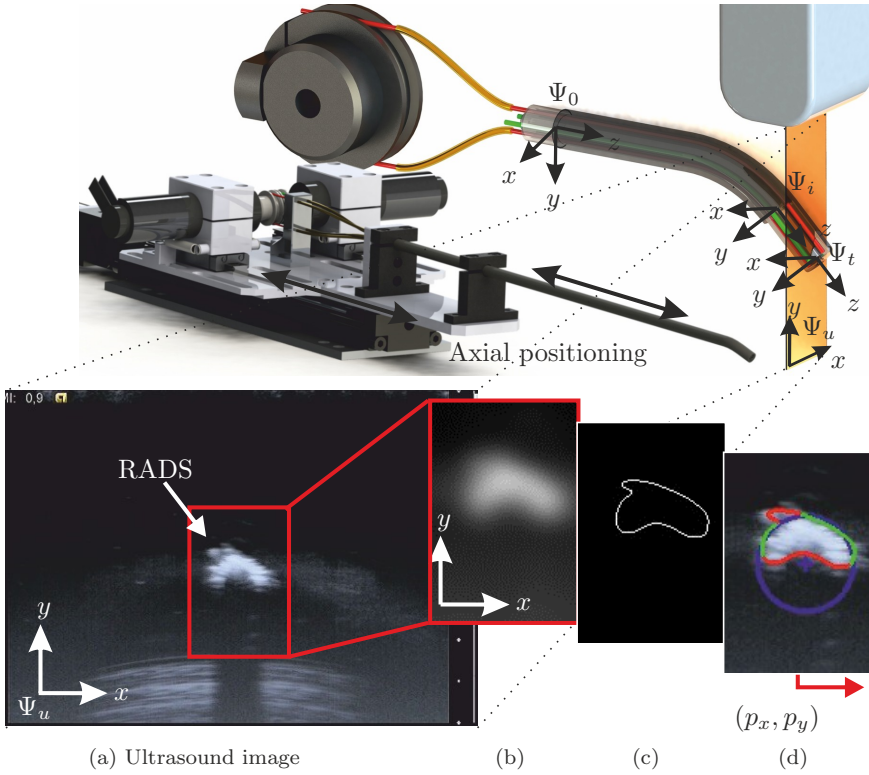 Ψ0
z
x
y
Ψi
x
y
z
Ψt
x
y
z
y
Ψu
x
Axial positioning
MI: 0,9
RADS
y
x
Ψu
y
x
(px, py)
(a) Ultrasound image
(b)
(c)
(d)